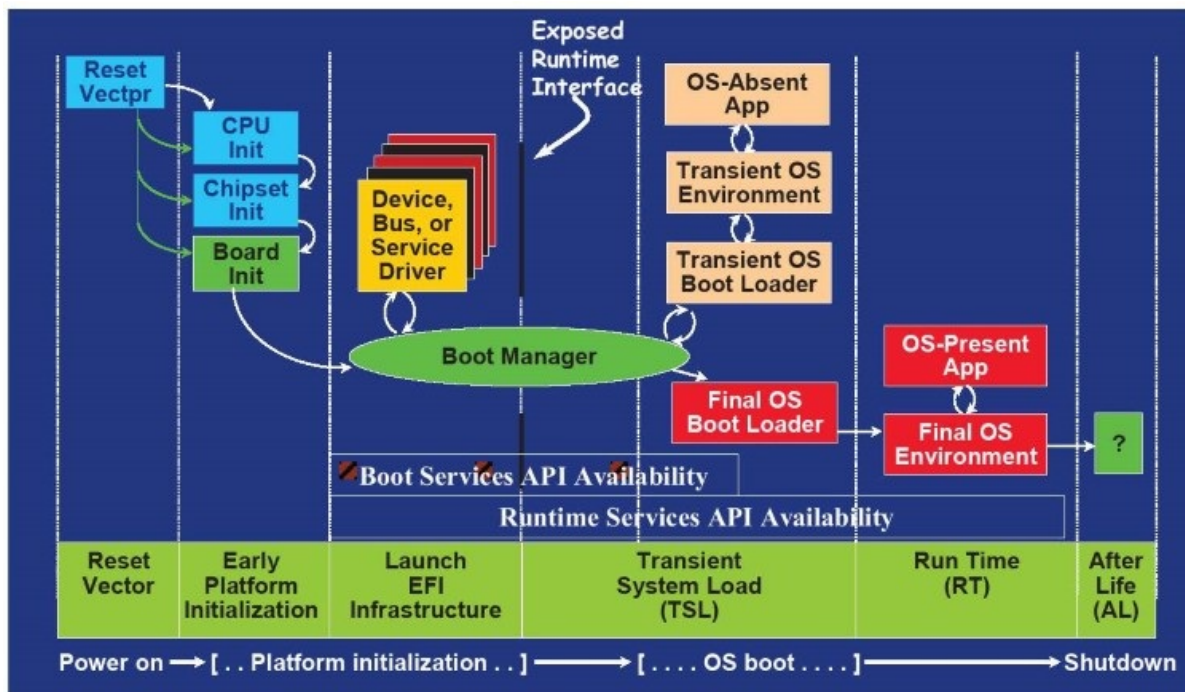 Exposed
Runtime
Interface
Reset
Vectpr
CPU
Init
Chipset
Init
Board
Init
Device,
Bus, or
Service
Driver
OS-Absent
App
Transient OS
Environment
Transient OS
Boot Loader
Boot Manager
OS-Present
App
Final OS
Boot Loader
Final OS
Environment
?
Boot Services API Availability
Runtime Services API Availability
Reset
Vector
Early
Platform
Initialization
Launch
EFI
Infrastructure
Transient
System Load
(TSL)
Run Time
(RT)
After
Life
(AL)
Power on [ . . Platform initialization . . ] [ . . . . OS boot . . . . ] Shutdown